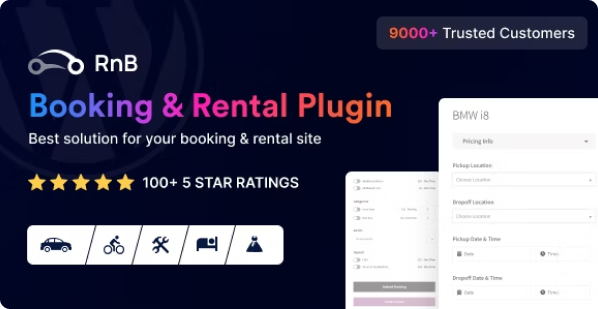 9000+ Trusted Customers
RnB
Booking & Rental Plugin
Best solution for your booking & rental site
100+ 5 STAR RATINGS
BMW i8
Pricing Info
Pickup Location
Choose Location
Dropoff Location
Choose Location
Pickup Date & Time
Date
Time
Dropoff Date & Time
Date
Time